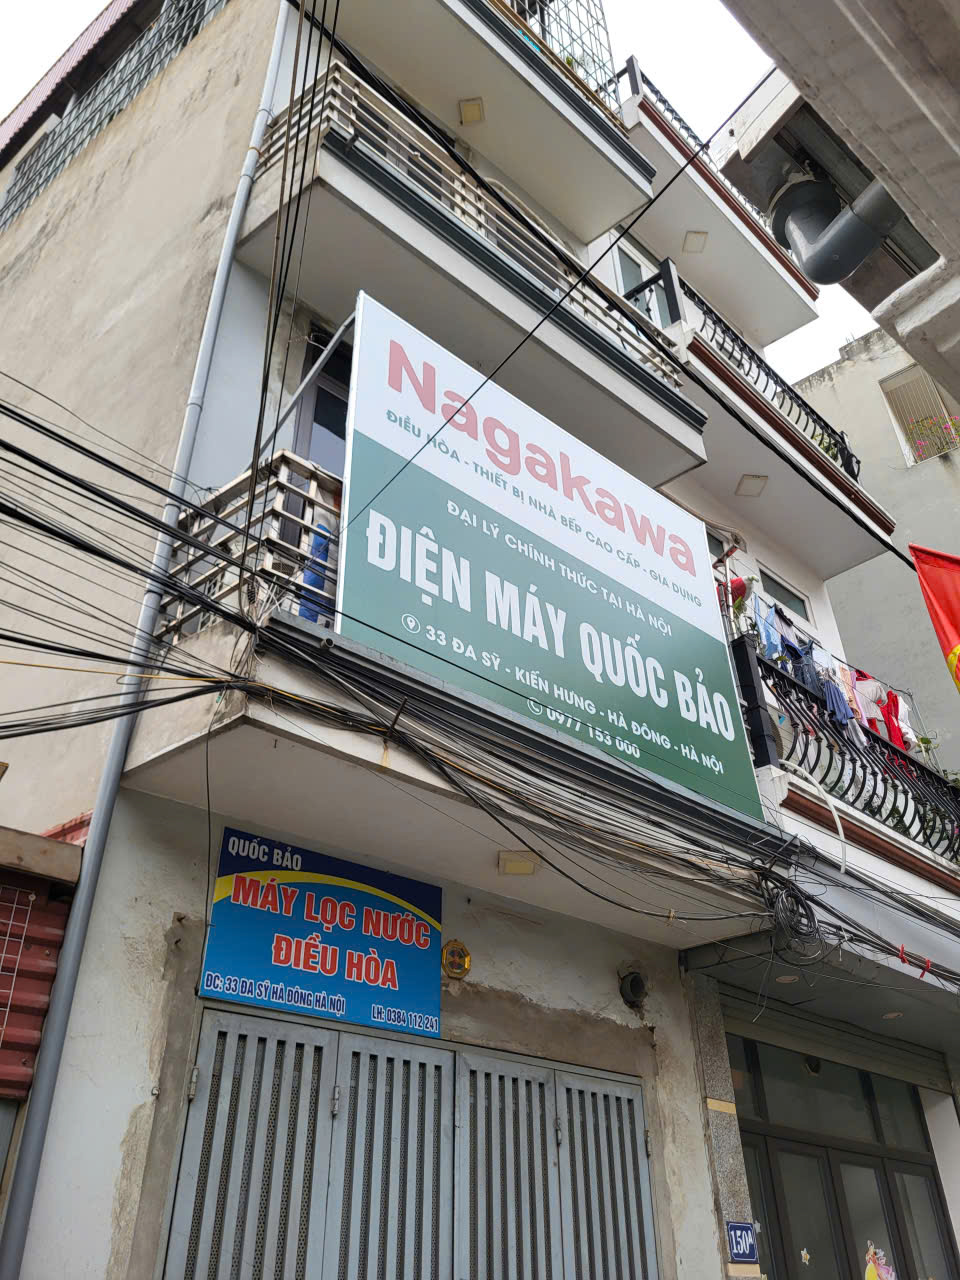 Nagakawa
ĐIỀU HÒA - THIẾT BỊ NHÀ BẾP CAO CẤP - GIA DỤNG
ĐẠI LÝ CHÍNH THỨC TẠI HÀ NỘI
ĐIỆN MÁY QUỐC BẢO
33 ĐA SỸ - KIẾN HƯNG - HÀ ĐÔNG - HÀ NỘI
0977 153 000
QUỐC BẢO
MÁY LỌC NƯỚC
ĐIỀU HÒA
DC: 33 ĐA SỸ HÀ ĐÔNG HÀ NỘI LH: 0384 112 241
150A